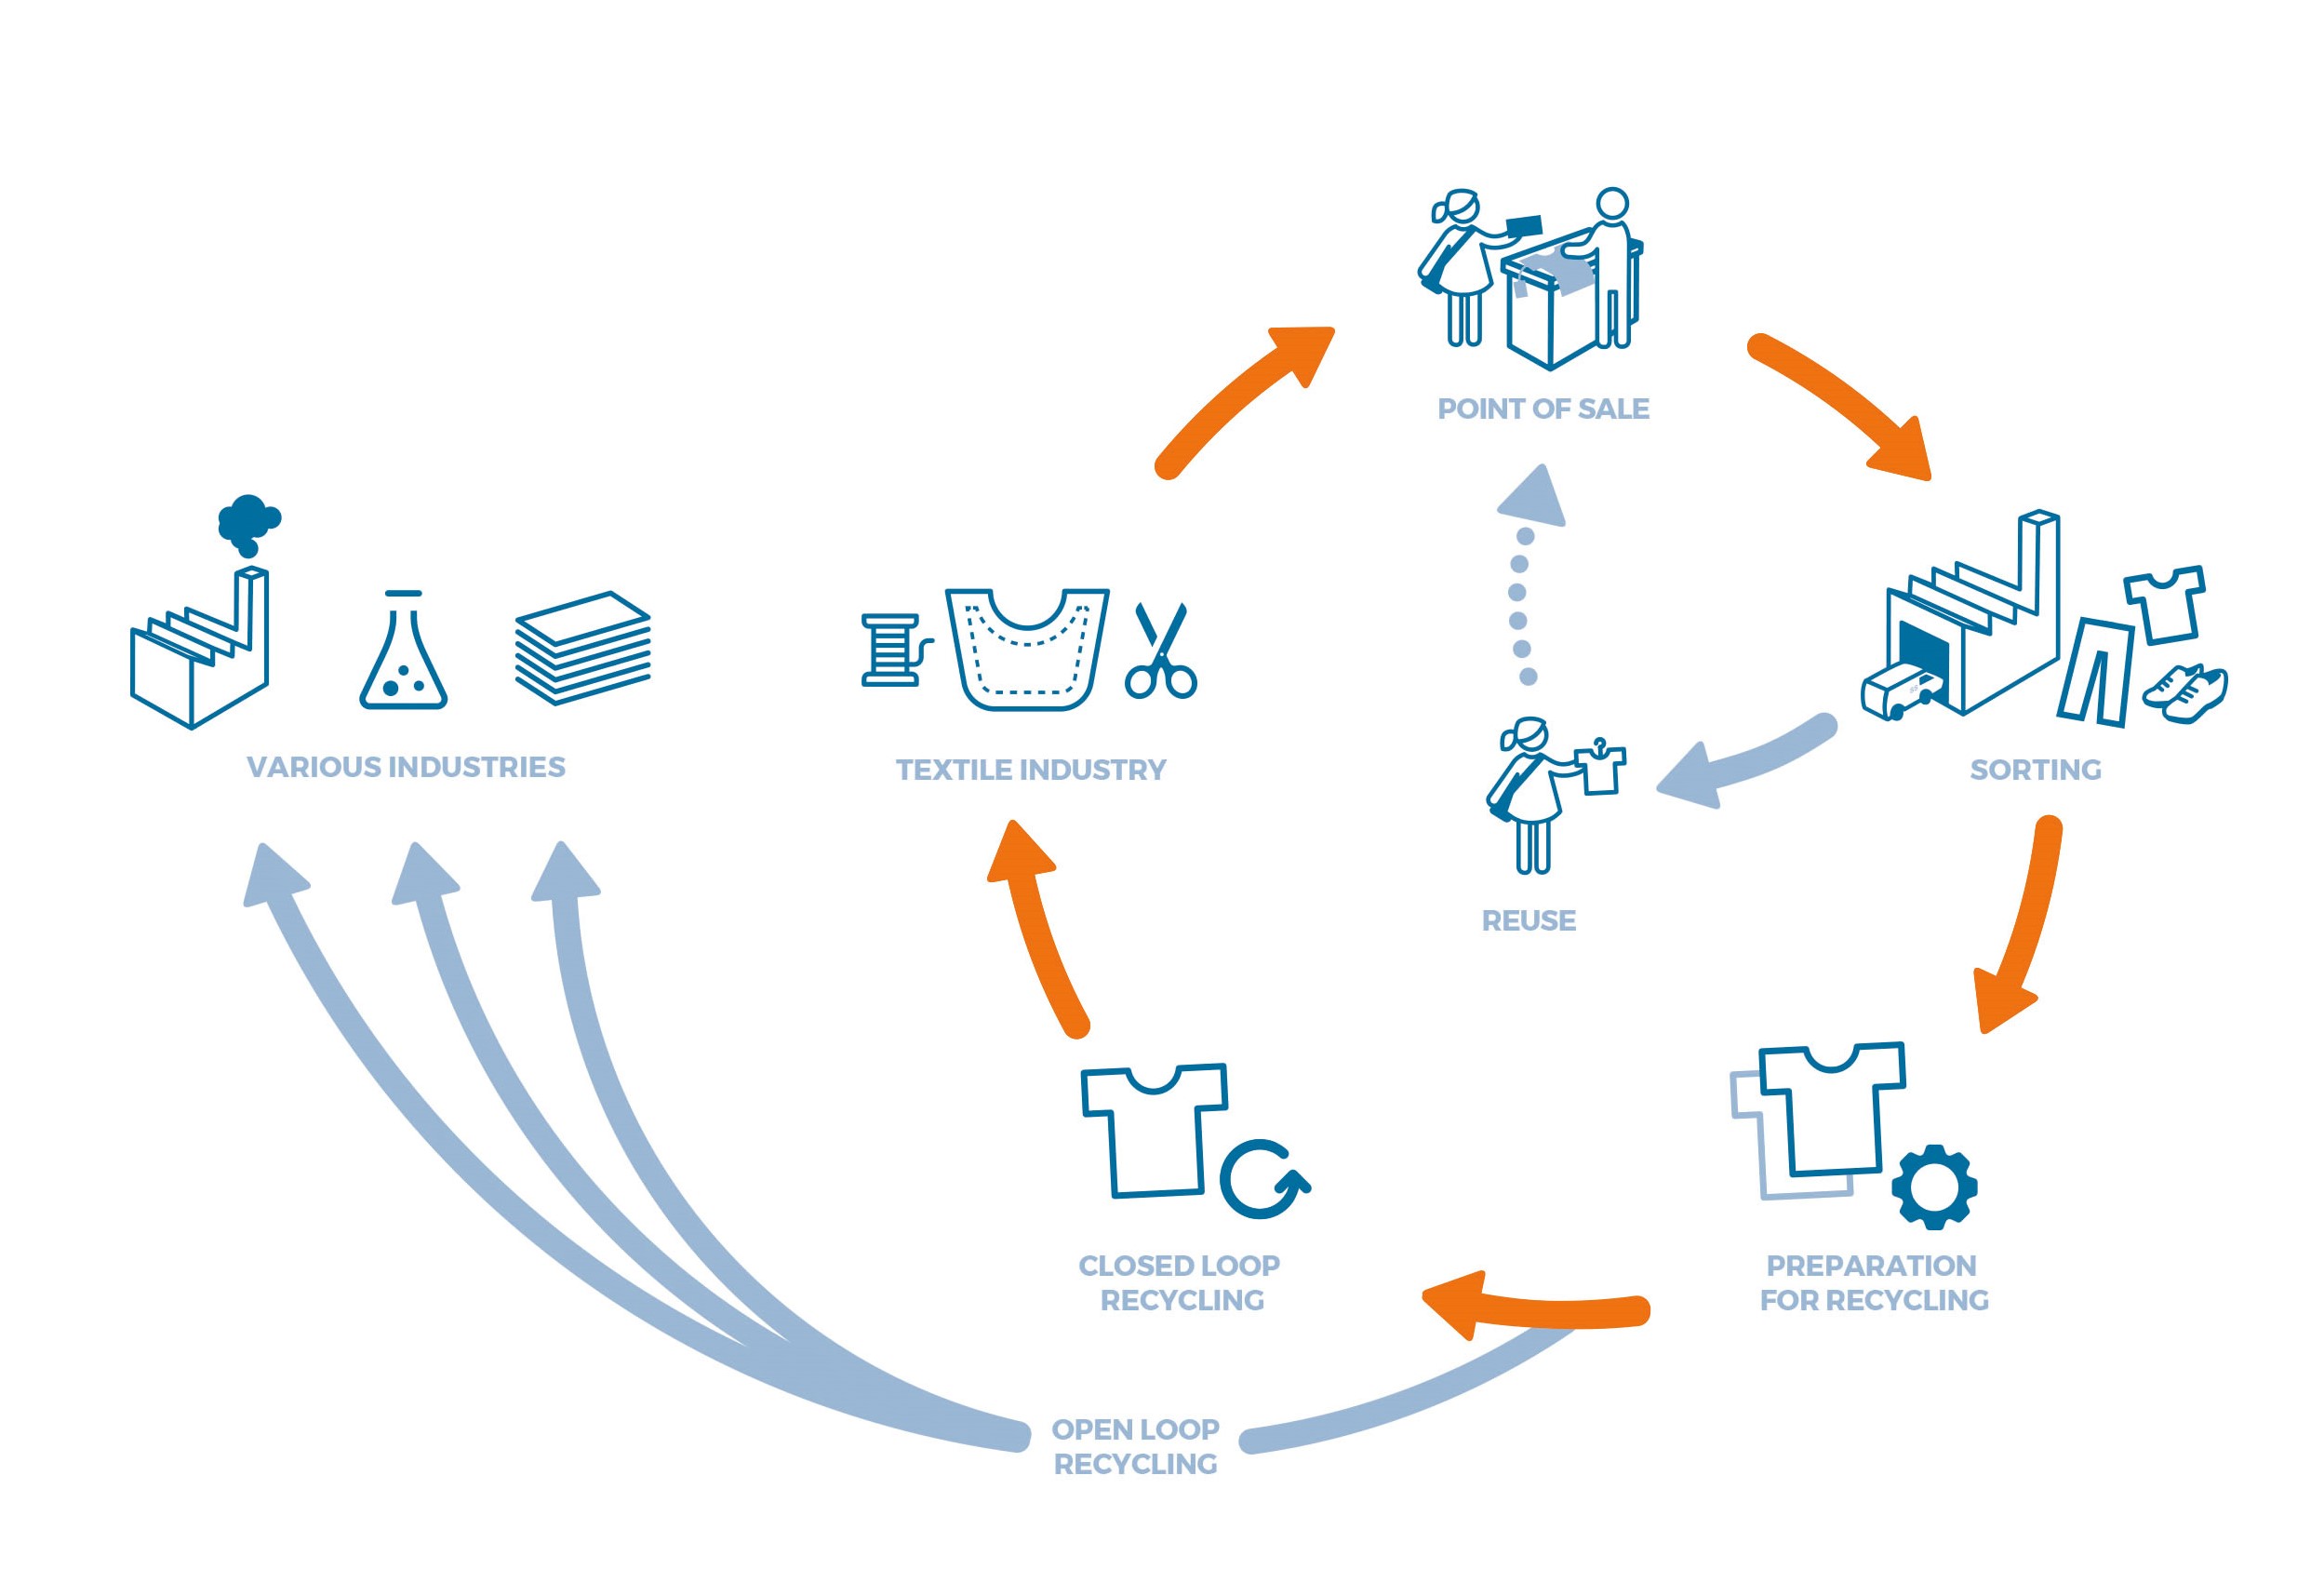 POINT OF SALE
VARIOUS INDUSTRIES
TEXTILE INDUSTRY
SORTING
REUSE
CLOSED LOOP
RECYCLING
PREPARATION
FOR RECYCLING
OPEN LOOP
RECYCLING